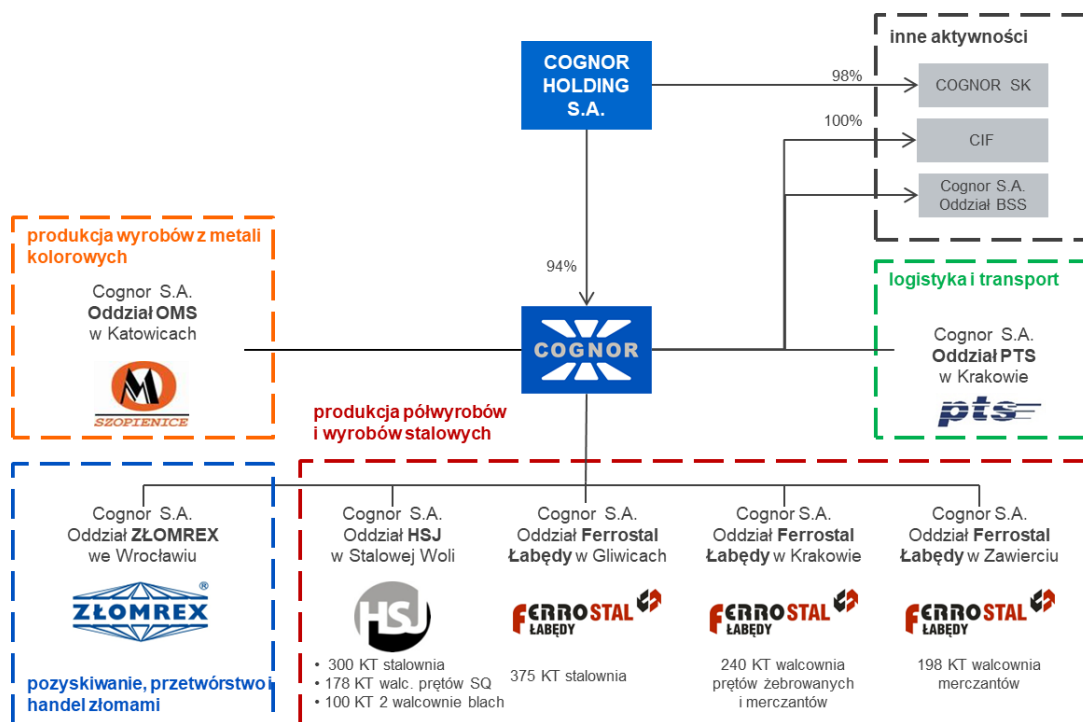 COGNOR
HOLDING
S.A.
inne aktywności
98%
COGNOR SK
100%
CIF
Cognor S.A.
Oddział BSS
94%
produkcja wyrobów z metali
kolorowych
Cognor S.A.
Oddział OMS
w Katowicach
SZOPIENICE
COGNOR
logistyka i transport
Cognor S.A.
Oddział PTS
w Krakowie
pts
produkcja półwyrobów
i wyrobów stalowych
Cognor S.A.
Oddział ZŁOMREX
we Wrocławiu
ZŁOMREX®
pozyskiwanie, przetwórstwo i
handel złomami
Cognor S.A.
Oddział HSJ
w Stalowej Woli
HSJ
• 300 KT stalownia
• 178 KT walc. prętów SQ
• 100 KT 2 walcownie blach
Cognor S.A.
Oddział Ferrostal
Łabędy w Gliwicach
FERROSTAL
ŁABĘDY
375 KT stalownia
Cognor S.A.
Oddział Ferrostal
Łabędy w Krakowie
FERROSTAL
ŁABĘDY
240 KT walcownia
prętów żebrowanych
i merczantów
Cognor S.A.
Oddział Ferrostal
Łabędy w Zawierciu
FERROSTAL
ŁABĘDY
198 KT walcownia
merczantów